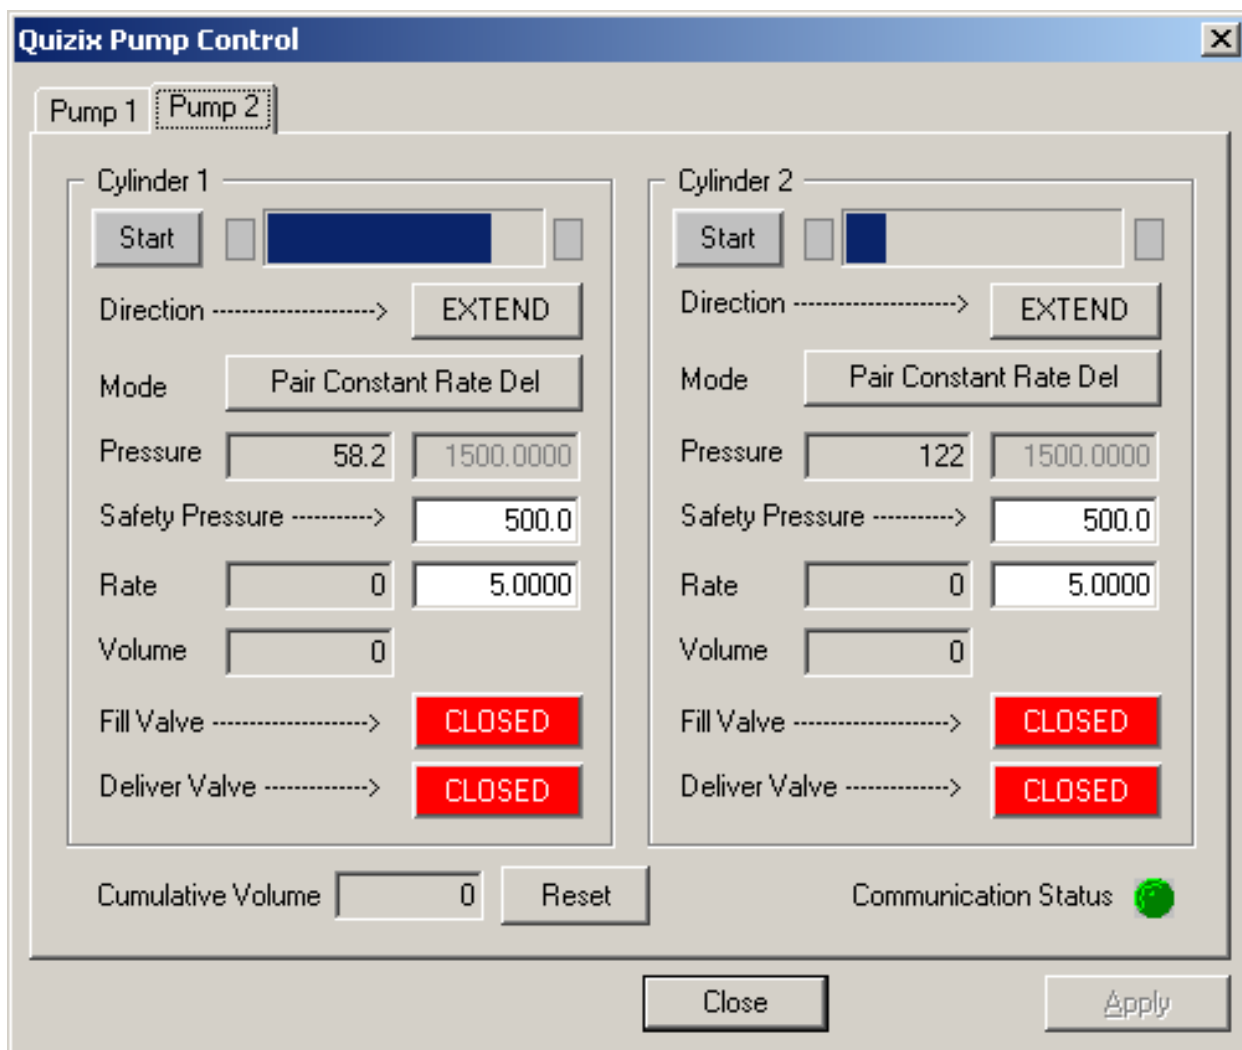 Quizix Pump Control
Pump 1 Pump 2
Cylinder 1
Start
Direction ---------------------> EXTEND
Mode Pair Constant Rate Del
Pressure 58.2 1500.0000
Safety Pressure ----------> 500.0
Rate 0 5.0000
Volume 0
Fill Valve --------------------> CLOSED
Deliver Valve -------------> CLOSED
Cylinder 2
Start
Direction ---------------------> EXTEND
Mode Pair Constant Rate Del
Pressure 122 1500.0000
Safety Pressure ----------> 500.0
Rate 0 5.0000
Volume 0
Fill Valve --------------------> CLOSED
Deliver Valve -------------> CLOSED
Cumulative Volume 0 Reset Communication Status
Close Apply